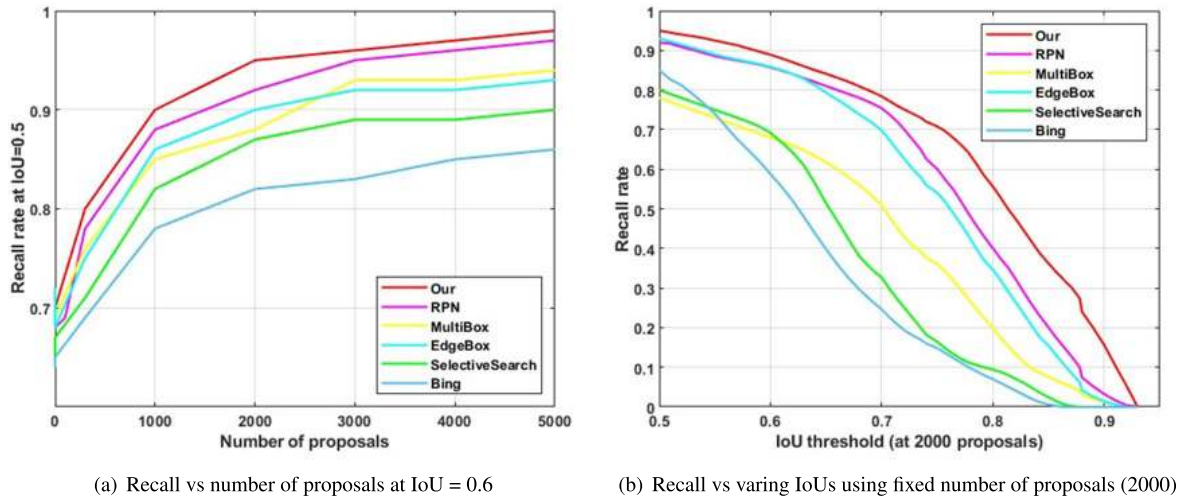 1
0.9
0.8
0.7
0
1000
2000
3000
4000
5000
Recall rate at IoU=0.5
Number of proposals
Our
RPN
MultiBox
EdgeBox
SelectiveSearch
Bing
(a) Recall vs number of proposals at IoU = 0.6
1
0.9
0.8
0.7
0.6
0.5
0.4
0.3
0.2
0.1
0
0.5
0.6
0.7
0.8
0.9
Recall rate
IoU threshold (at 2000 proposals)
Our
RPN
MultiBox
EdgeBox
SelectiveSearch
Bing
(b) Recall vs varing IoUs using fixed number of proposals (2000)